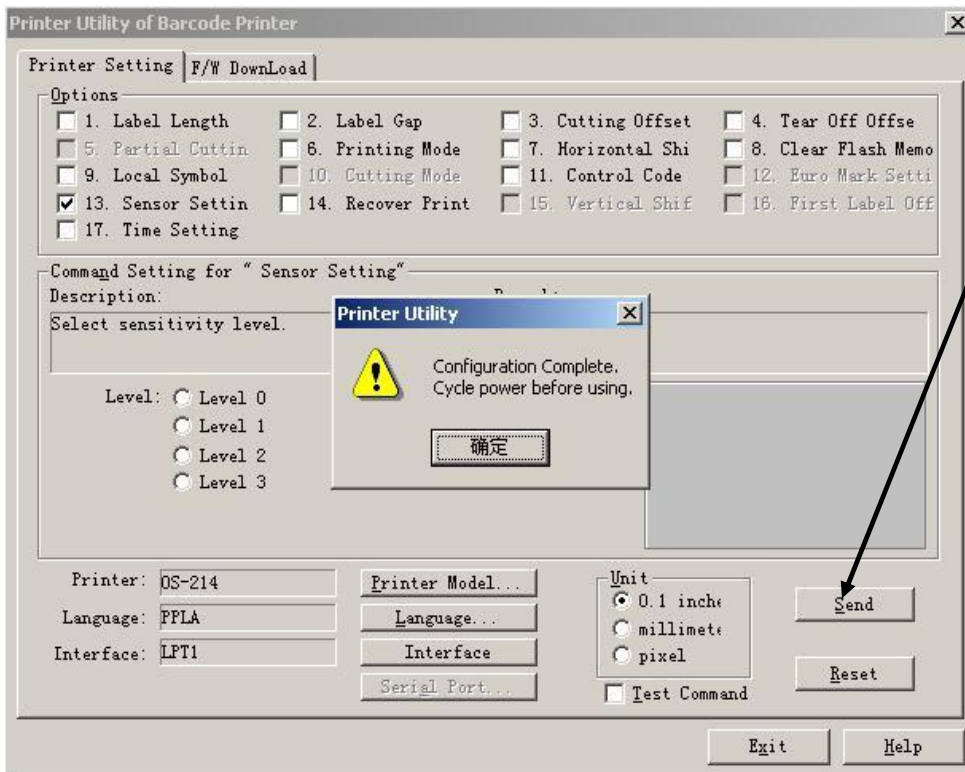 Printer Utility of Barcode Printer
Printer Setting F/W DownLoad
Options
1. Label Length 2. Label Gap 3. Cutting Offset 4. Tear Off Offse
5. Partial Cuttin 6. Printing Mode 7. Horizontal Shi 8. Clear Flash Memo
9. Local Symbol 10. Cutting Mode 11. Control Code 12. Euro Mark Setti
13. Sensor Settin 14. Recover Print 15. Vertical Shif 16. First Label Off
17. Time Setting
Command Setting for " Sensor Setting"
Description:
Select sensitivity level.
Printer Utility
Configuration Complete.
Cycle power before using.
确定
Level: Level 0
Level 1
Level 2
Level 3
Printer: OS-214 Printer Model...
Language: PPLA Language...
Interface: LPT1 Interface
Serial Port...
Unit
0.1 inche
millimete
pixel
Test Command
Send
Reset
Exit Help